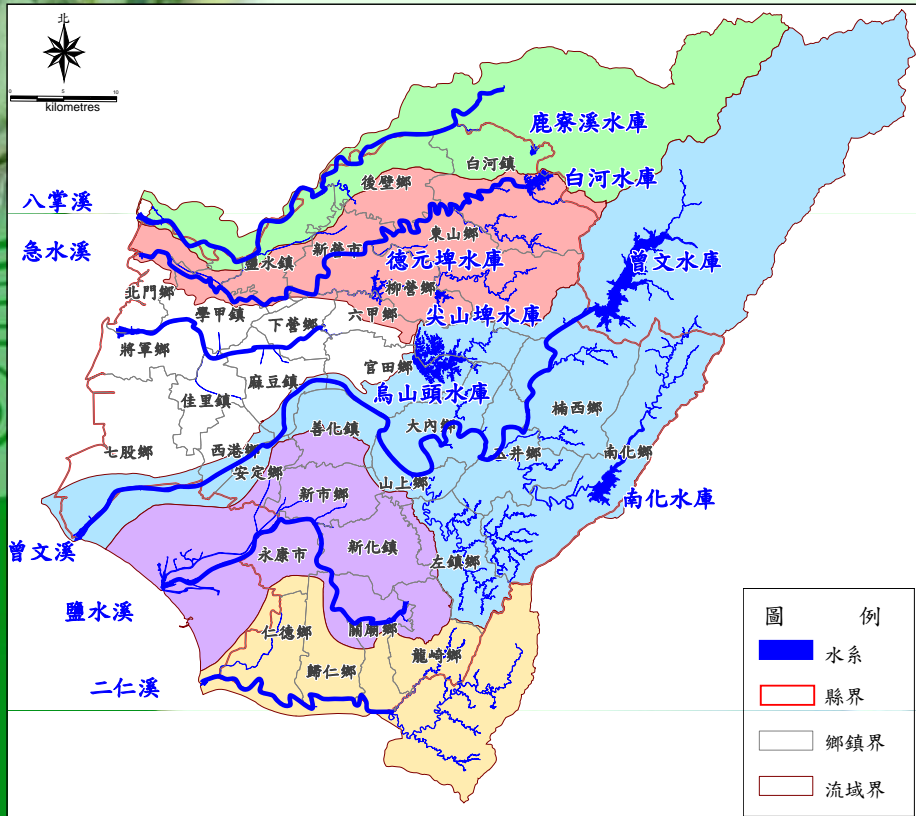 北
0 5 10
kilometres
鹿寮溪水庫
白河鎮
白河水庫
後壁鄉
八掌溪
急水溪
東山鄉
新營市
鹽水鎮
德元埤水庫
曾文水庫
柳營鄉
北門鄉
學甲鎮
下營鄉
六甲鄉
尖山埤水庫
將軍鄉
官田鄉
麻豆鎮
烏山頭水庫
佳里鎮
楠西鄉
善化鎮
大內鄉
七股鄉
西港鄉
玉井鄉
南化鄉
安定鄉
山上鄉
新市鄉
南化水庫
曾文溪
永康市
新化鎮
左鎮鄉
鹽水溪
仁德鄉
關廟鄉
龍崎鄉
歸仁鄉
二仁溪
圖 例
水系
縣界
鄉鎮界
流域界